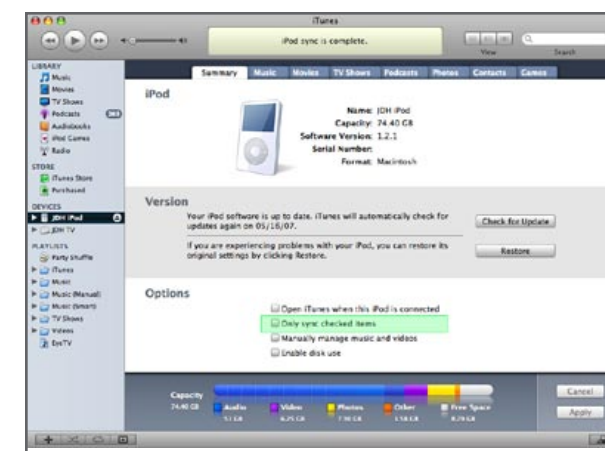 iTunes
iPod sync is complete.
View
Search
Summary Music Movies TV Shows Podcasts Photos Contacts Games
LIBRARY
Music
Movies
TV Shows
Podcasts
Audiobooks
iPod Games
Radio
STORE
iTunes Store
Purchased
DEVICES
JDH iPod
JDH TV
PLAYLISTS
Party Shuffle
iTunes
Music
Music (Manual)
Music (Smart)
TV Shows
Videos
EyeTV
iPod
Name: JDH iPod
Capacity: 74.40 GB
Software Version: 1.2.1
Serial Number:
Format: Macintosh
Version
Your iPod software is up to date. iTunes will automatically check for
updates again on 05/18/07.
Check for Update
If you are experiencing problems with your iPod, you can restore its
original settings by clicking Restore.
Restore
Options
Open iTunes when this iPod is connected
Only sync checked items
Manually manage music and videos
Enable disk use
Capacity
74.40 GB
Audio
Video
Photos
Other
Free Space
Cancel
Apply